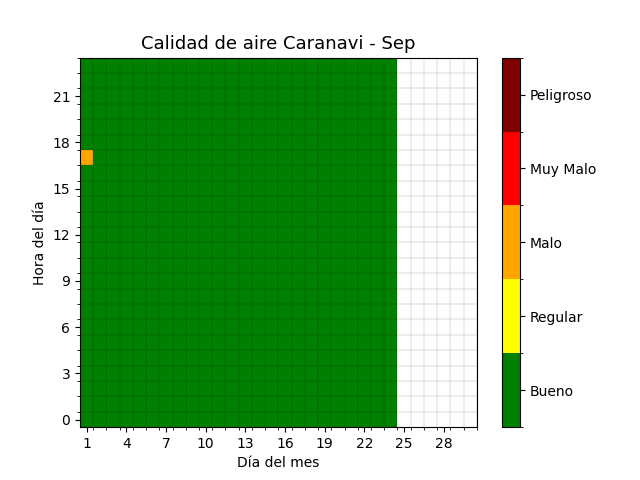 Calidad de aire Caranavi - Sep
Hora del día
21
18
15
12
9
6
3
0
1 4 7 10 13 16 19 22 25 28
Día del mes
Peligroso
Muy Malo
Malo
Regular
Bueno